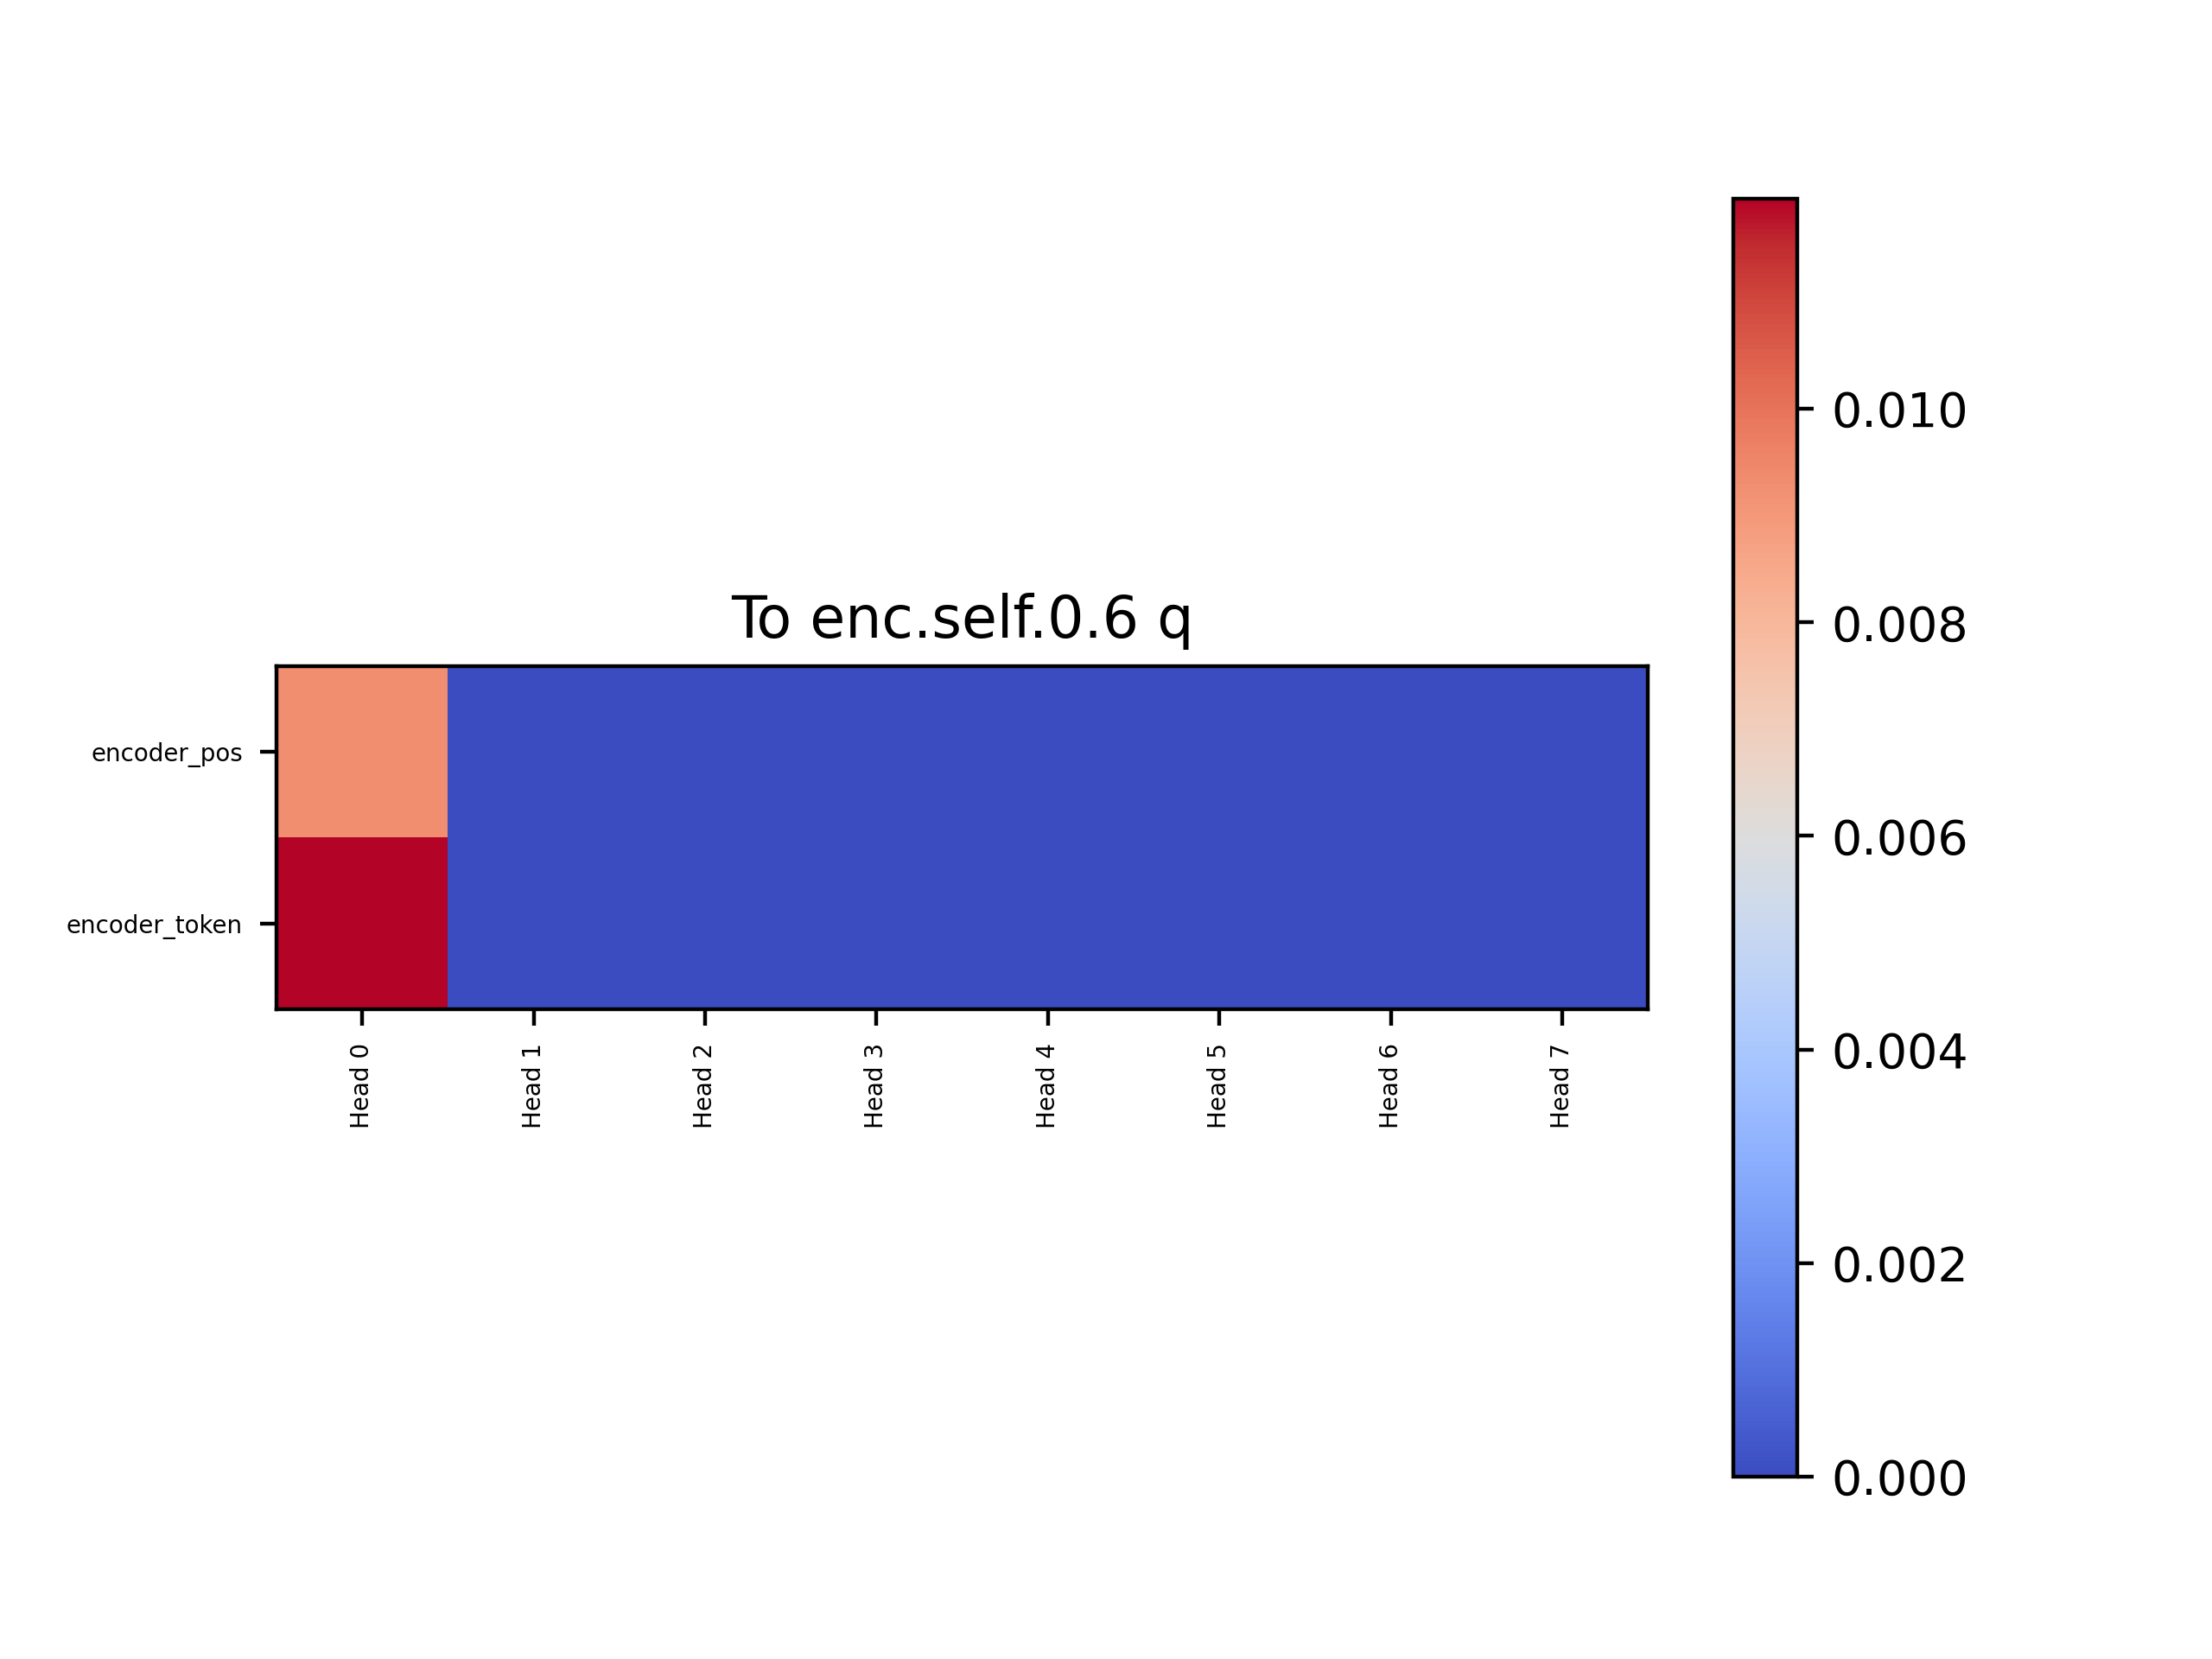 To enc.self.0.6 q
encoder_pos
encoder_token
Head 0
Head 1
Head 2
Head 3
Head 4
Head 5
Head 6
Head 7
0.010
0.008
0.006
0.004
0.002
0.000